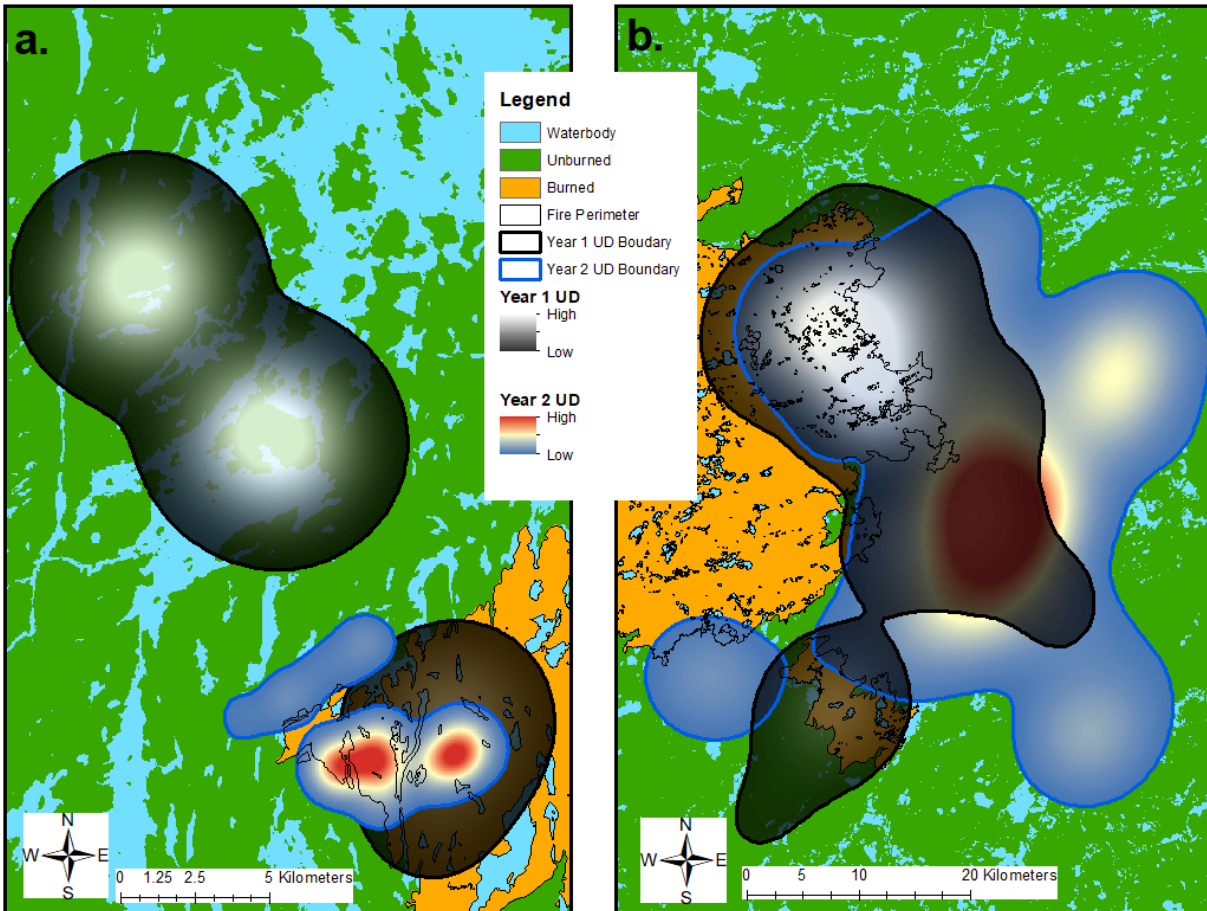 a.
b.
Legend
Waterbody
Unburned
Burned
Fire Perimeter
Year 1 UD Boudary
Year 2 UD Boundary
Year 1 UD
High
Low
Year 2 UD
High
Low
N
W E
S
0 1.25 2.5 5 Kilometers
N
W E
S
0 5 10 20 Kilometers